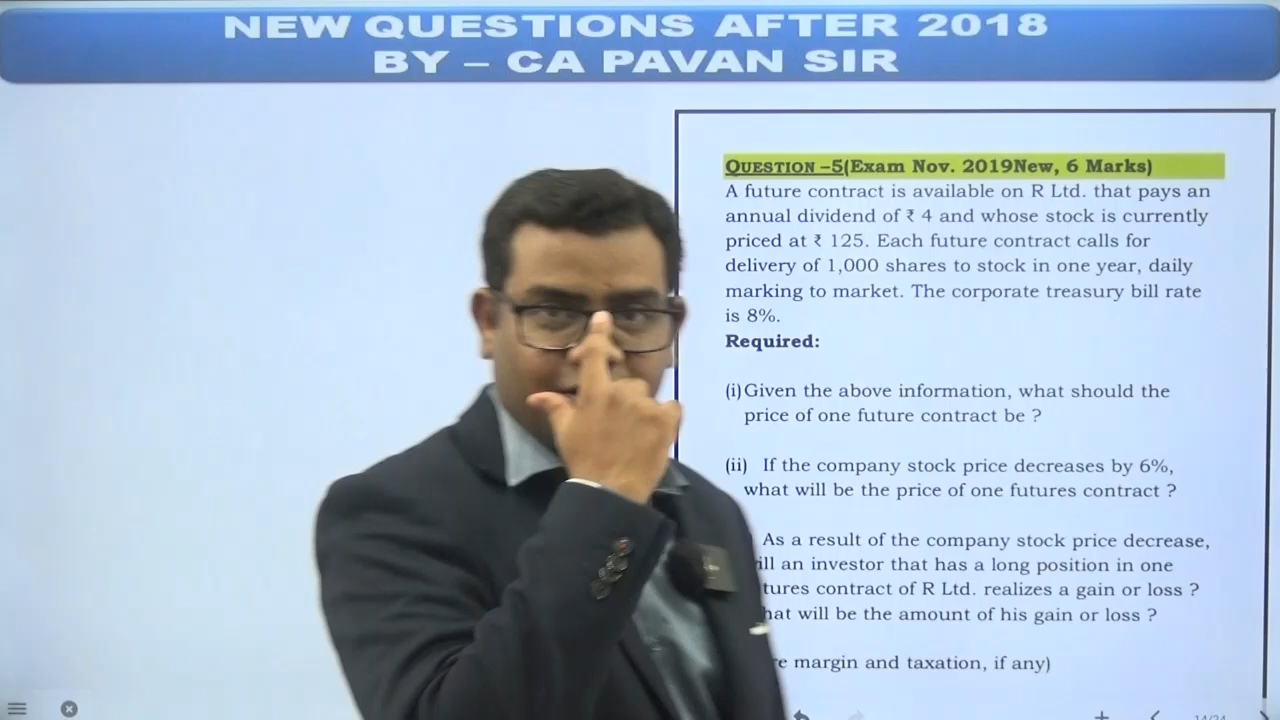 NEW QUESTIONS AFTER 2018
BY – CA PAVAN SIR
QUESTION –5(Exam Nov. 2019New, 6 Marks)
A future contract is available on R Ltd. that pays an
annual dividend of ₹ 4 and whose stock is currently
priced at ₹ 125. Each future contract calls for
delivery of 1,000 shares to stock in one year, daily
marking to market. The corporate treasury bill rate
is 8%.
Required:
(i) Given the above information, what should the
price of one future contract be ?
(ii) If the company stock price decreases by 6%,
what will be the price of one futures contract ?
As a result of the company stock price decrease,
ill an investor that has a long position in one
tures contract of R Ltd. realizes a gain or loss ?
hat will be the amount of his gain or loss ?
e margin and taxation, if any)